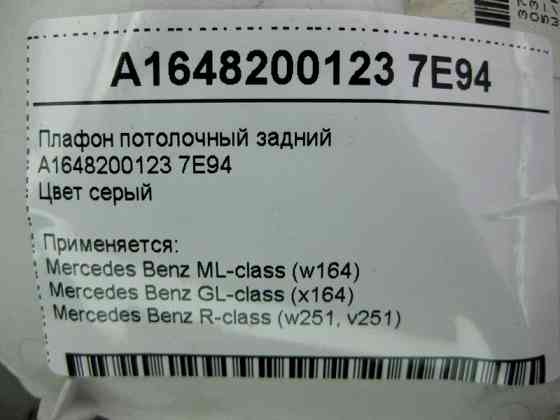 A1648200123 7E94
Плафон потолочный задний
A1648200123 7E94
Цвет серый
Применяется:
Mercedes Benz ML-class (w164)
Mercedes Benz GL-class (x164)
Mercedes Benz R-class (w251, v251)